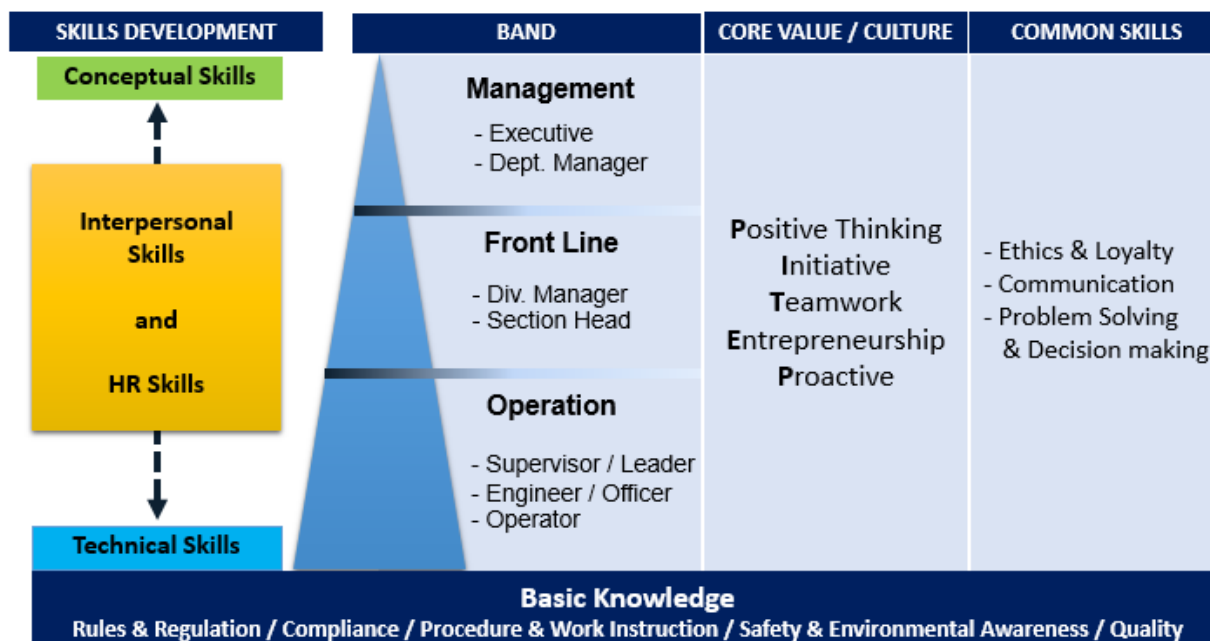 SKILLS DEVELOPMENT
Conceptual Skills
Interpersonal
Skills
and
HR Skills
Technical Skills
BAND
Management
- Executive
- Dept. Manager
Front Line
- Div. Manager
- Section Head
Operation
- Supervisor / Leader
- Engineer / Officer
- Operator
CORE VALUE / CULTURE
Positive Thinking
Initiative
Teamwork
Entrepreneurship
Proactive
COMMON SKILLS
- Ethics & Loyalty
- Communication
- Problem Solving
& Decision making
Basic Knowledge
Rules & Regulation / Compliance / Procedure & Work Instruction / Safety & Environmental Awareness / Quality